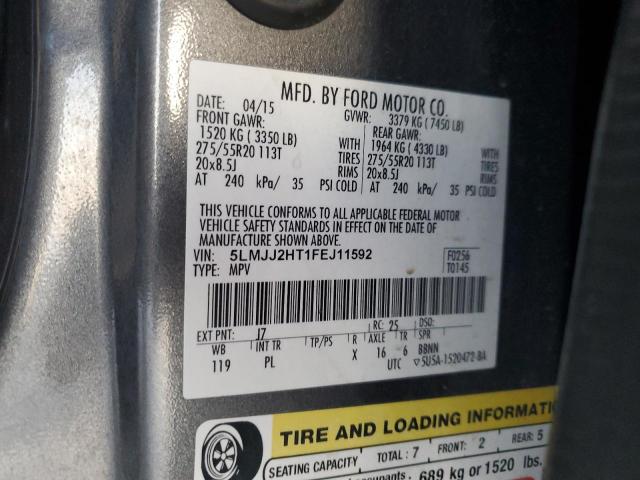 MFD. BY FORD MOTOR CO.
DATE: 04/15 GVWR: 3379 KG (7450 LB)
FRONT GAWR: REAR GAWR:
1520 KG (3350 LB) WITH 1964 KG (4330 LB)
275/55R20 113T TIRES 275/55R20 113T
20x8.5J RIMS 20x8.5J
AT 240 kPa/ 35 PSI COLD AT 240 kPa/ 35 PSI COLD
THIS VEHICLE CONFORMS TO ALL APPLICABLE FEDERAL MOTOR
VEHICLE SAFETY STANDARDS IN EFFECT ON THE DATE OF
MANUFACTURE SHOWN ABOVE.
VIN: 5LMJJ2HT1FEJ11592 F0256
TYPE: MPV T0145
EXT PNT: J7 RC: 25 DSO:
WB INT TR TP/PS R AXLE TR SPR
119 PL X 16 6 BBNN
UTC ▽5U5A-1520472-BA
TIRE AND LOADING INFORMATIO
SEATING CAPACITY TOTAL: 7 FRONT: 2 REAR: 5
689 kg or 1520 lbs.